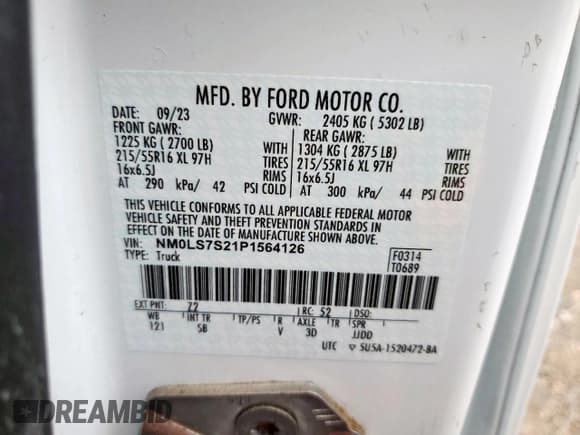 MFD. BY FORD MOTOR CO.
DATE: 09/23 GVWR: 2405 KG ( 5302 LB)
FRONT GAWR: REAR GAWR:
1225 KG ( 2700 LB) WITH 1304 KG ( 2875 LB) WITH
215/55R16 XL 97H TIRES 215/55R16 XL 97H TIRES
16x6.5J RIMS 16x6.5J RIMS
AT 290 kPa/ 42 PSI COLD AT 300 kPa/ 44 PSI COLD
THIS VEHICLE CONFORMS TO ALL APPLICABLE FEDERAL MOTOR
VEHICLE SAFETY AND THEFT PREVENTION STANDARDS IN
EFFECT ON THE DATE OF MANUFACTURE SHOWN ABOVE.
VIN: NM0LS7S21P1564126 F0314
TYPE: Truck T0689
EXT PNT: Z2 RC: 52 DSO:
WB INT TR TP/PS R AXLE TR SPR
121 SB V 3D JJDD
UTC ▽ SU5A-1520472-BA
DREAMBID